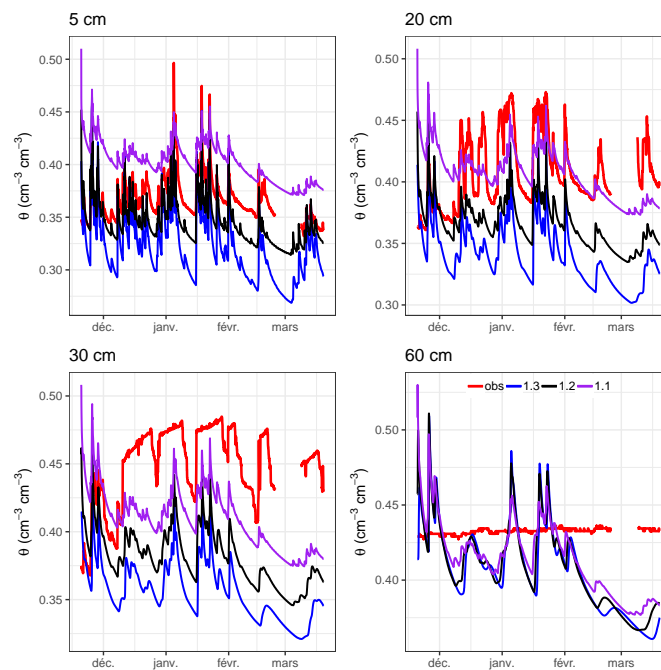 5 cm
20 cm
0.50
0.45
0.40
0.35
0.30
θ (cm⁻³ cm⁻³)
déc. janv. févr. mars
0.50
0.45
0.40
0.35
0.30
θ (cm⁻³ cm⁻³)
déc. janv. févr. mars
30 cm
60 cm
0.50
0.45
0.40
0.35
θ (cm⁻³ cm⁻³)
déc. janv. févr. mars
obs 1.3 1.2 1.1
0.50
0.45
0.40
θ (cm⁻³ cm⁻³)
déc. janv. févr. mars